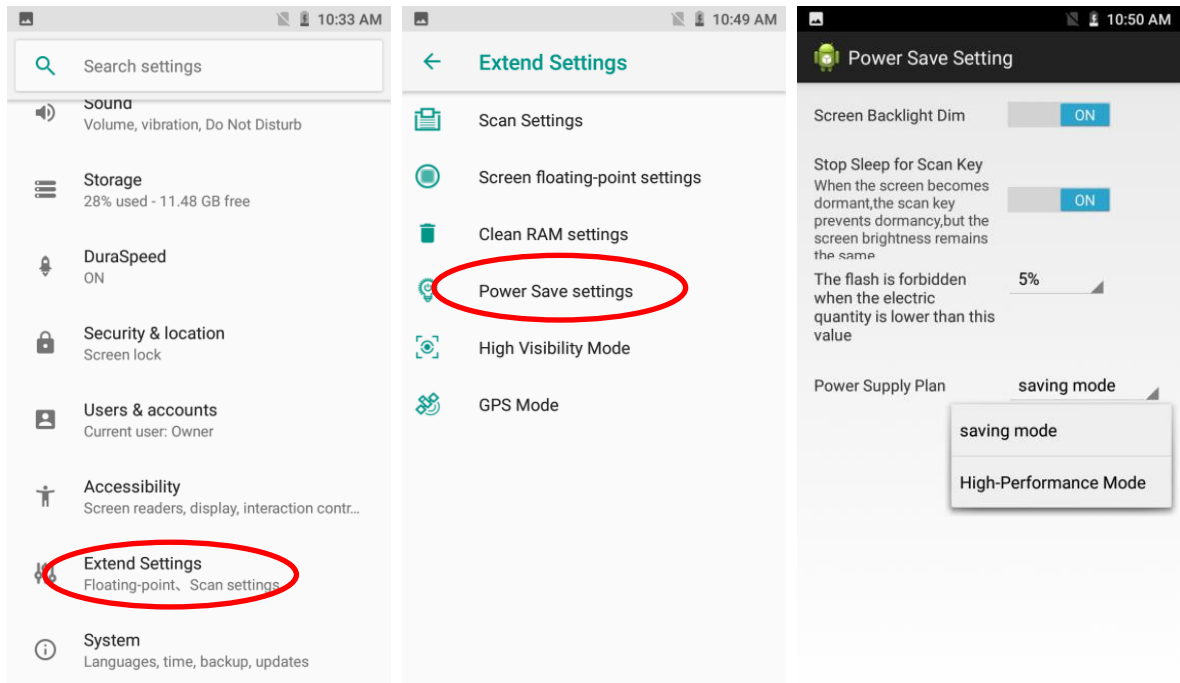 10:33 AM
Search settings
Sound
Volume, vibration, Do Not Disturb
Storage
28% used - 11.48 GB free
DuraSpeed
ON
Security & location
Screen lock
Users & accounts
Current user: Owner
Accessibility
Screen readers, display, interaction contr...
Extend Settings
Floating-point、Scan settings
System
Languages, time, backup, updates
10:49 AM
Extend Settings
Scan Settings
Screen floating-point settings
Clean RAM settings
Power Save settings
High Visibility Mode
GPS Mode
10:50 AM
Power Save Setting
Screen Backlight Dim
ON
Stop Sleep for Scan Key
When the screen becomes
dormant,the scan key
prevents dormancy,but the
screen brightness remains
the same
ON
The flash is forbidden
when the electric
quantity is lower than this
value
5%
Power Supply Plan
saving mode
saving mode
High-Performance Mode